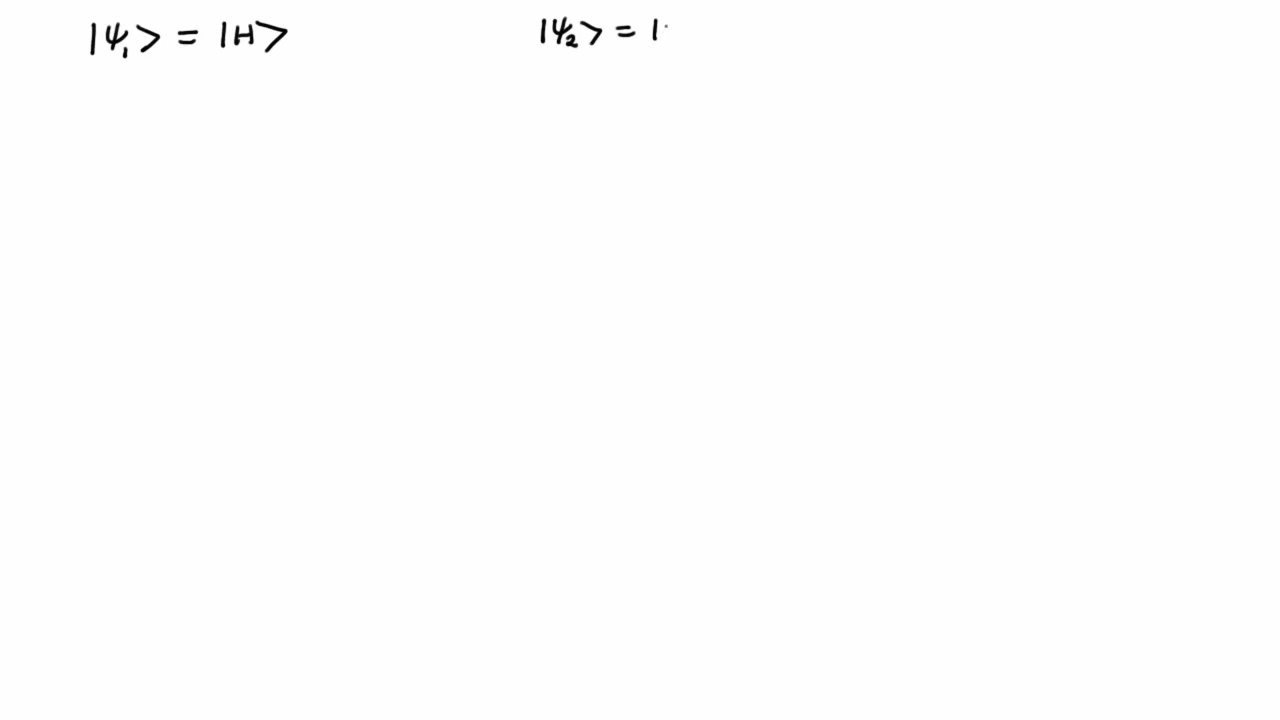 |ψ₁> = |H> |ψ₂> = |